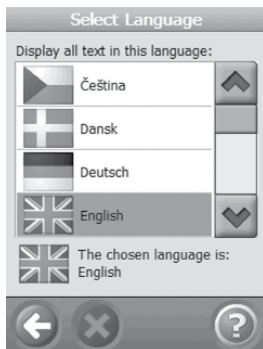 Select Language
Display all text in this language:
Čeština
Dansk
Deutsch
English
The chosen language is:
English
?